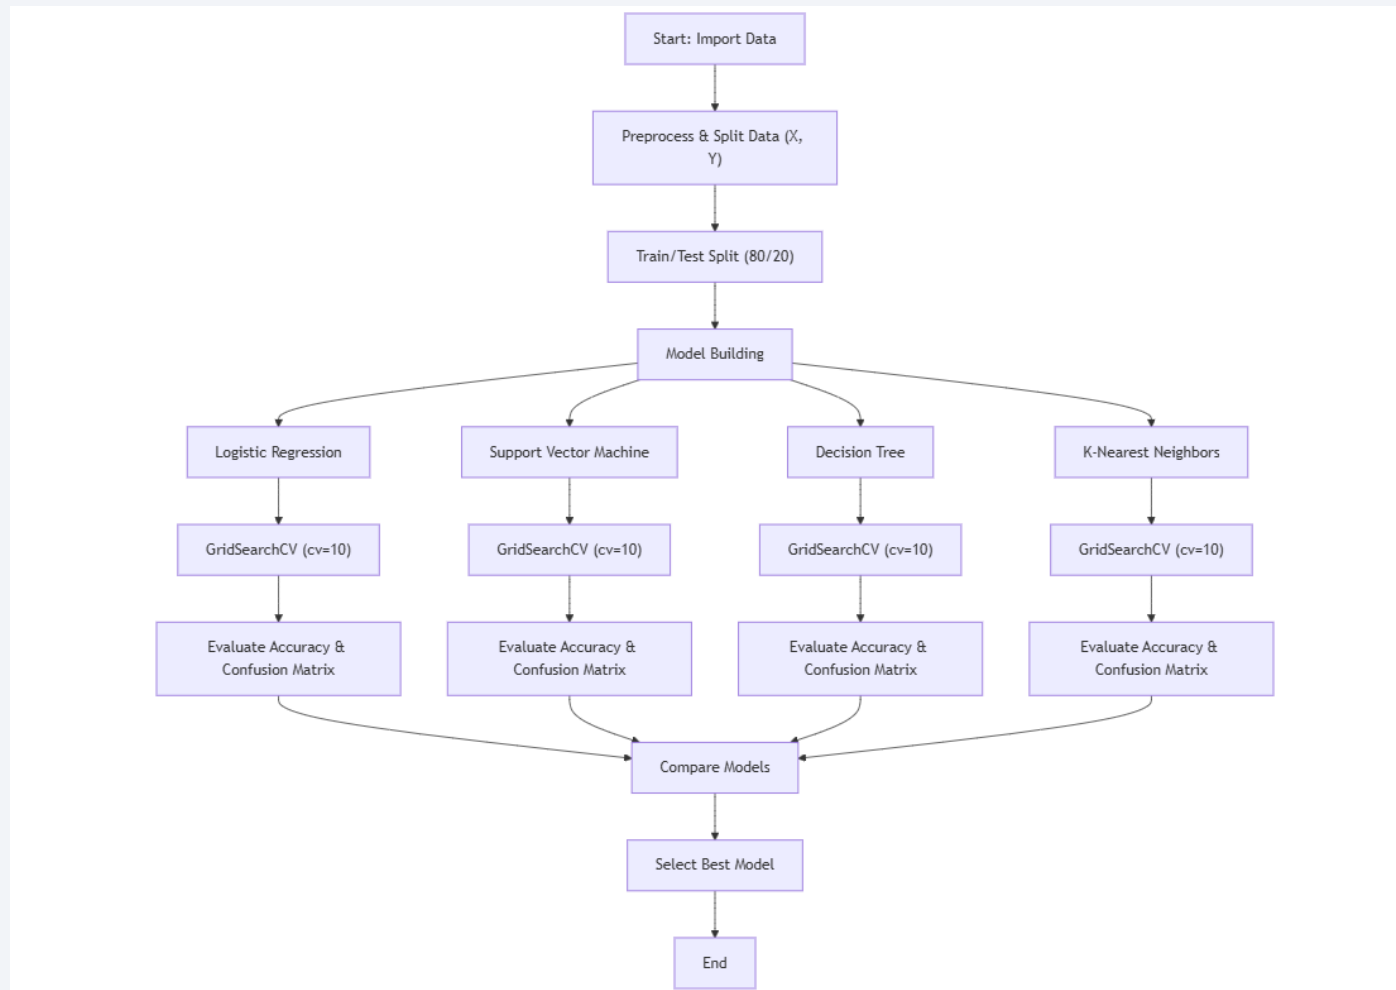 Start: Import Data
Preprocess & Split Data (X,
Y)
Train/Test Split (80/20)
Model Building
Logistic Regression
Support Vector Machine
Decision Tree
K-Nearest Neighbors
GridSearchCV (cv=10)
GridSearchCV (cv=10)
GridSearchCV (cv=10)
GridSearchCV (cv=10)
Evaluate Accuracy &
Confusion Matrix
Evaluate Accuracy &
Confusion Matrix
Evaluate Accuracy &
Confusion Matrix
Evaluate Accuracy &
Confusion Matrix
Compare Models
Select Best Model
End